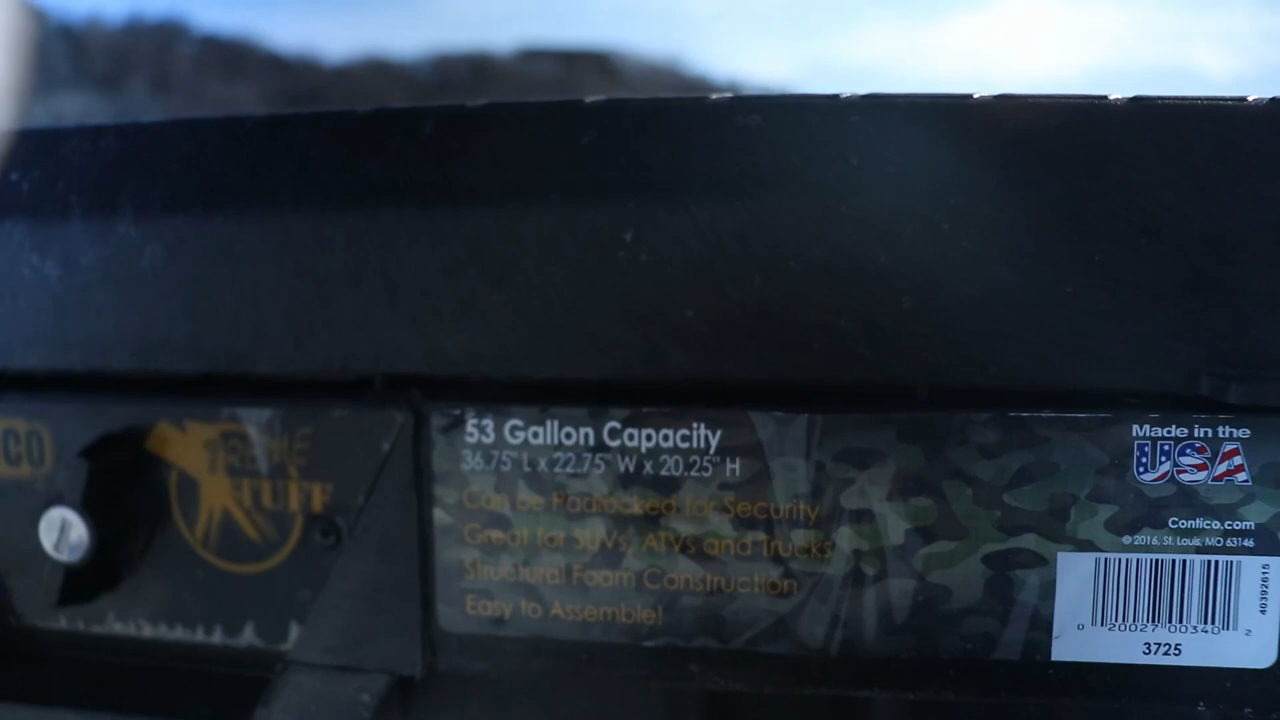 CO
TREME
TUFF
53 Gallon Capacity
36.75" L x 22.75" W x 20.25" H
Can be Padlocked for Security
Great for SUVs, ATVs and Trucks
Structural Foam Construction
Easy to Assemble!
Made in the
USA
Contico.com
© 2016, St. Louis, MO 63146
0 20027 00340 2
3725
40392615